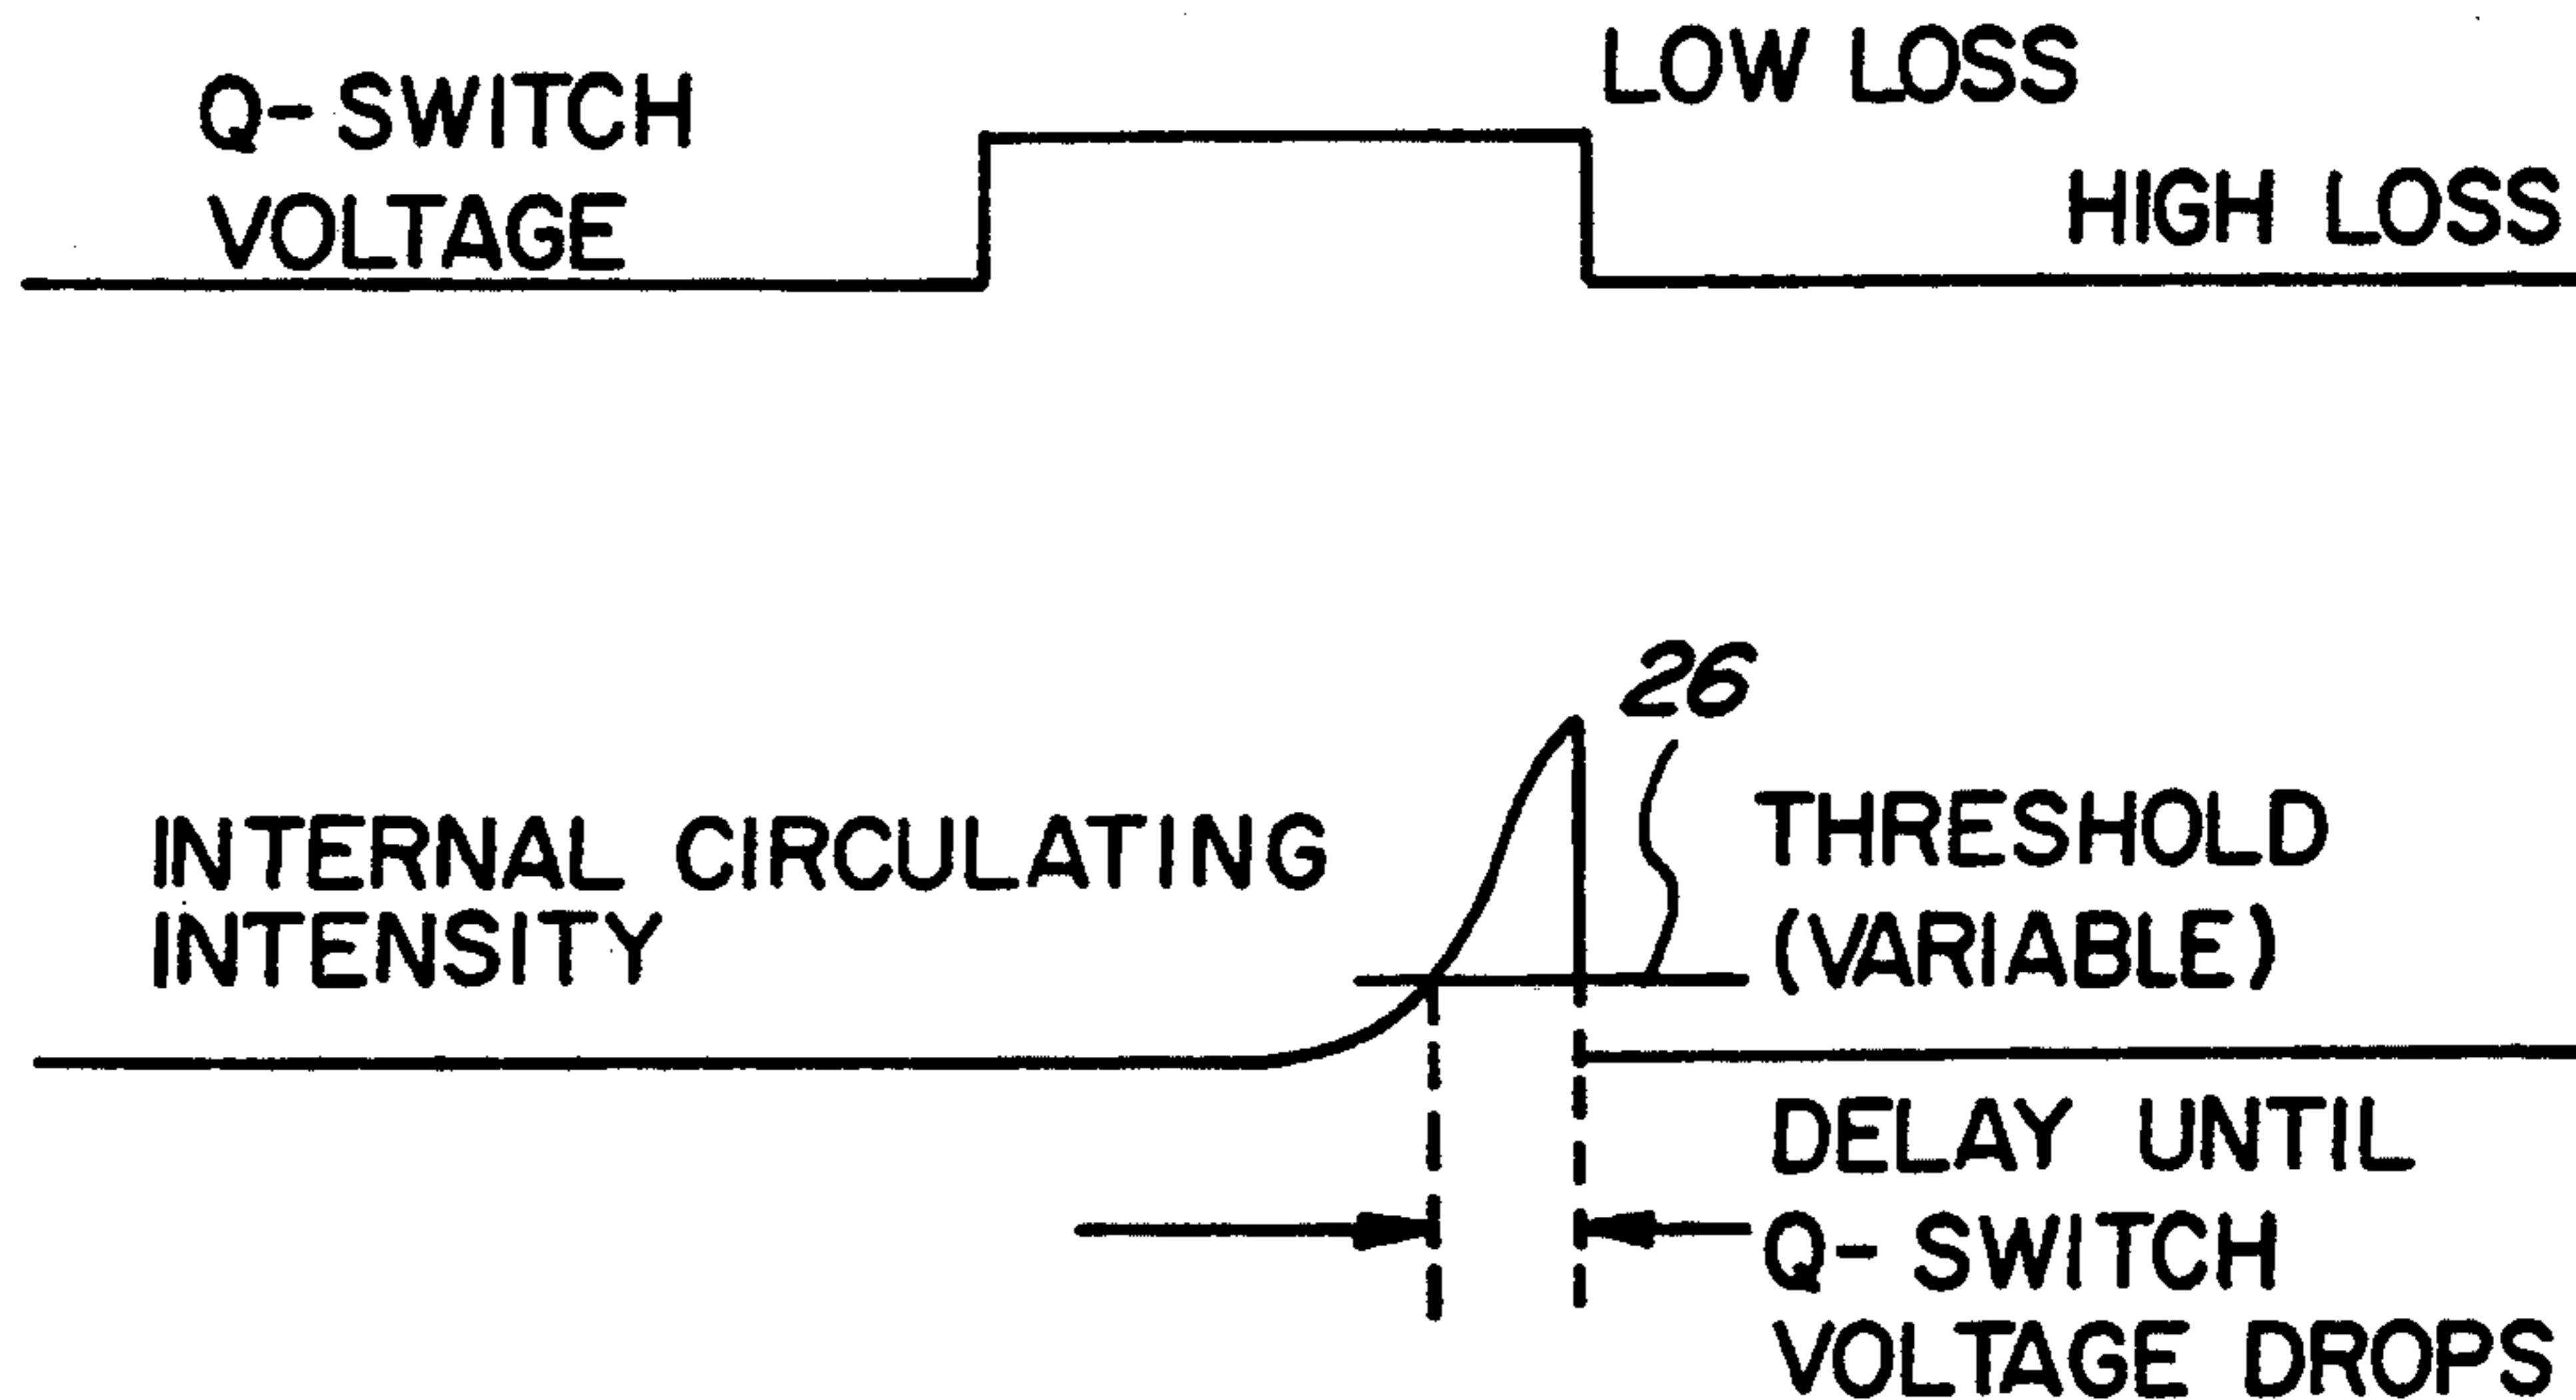 Q-SWITCH
VOLTAGE
LOW LOSS
HIGH LOSS
26
INTERNAL CIRCULATING
INTENSITY
THRESHOLD
(VARIABLE)
DELAY UNTIL
Q-SWITCH
VOLTAGE DROPS